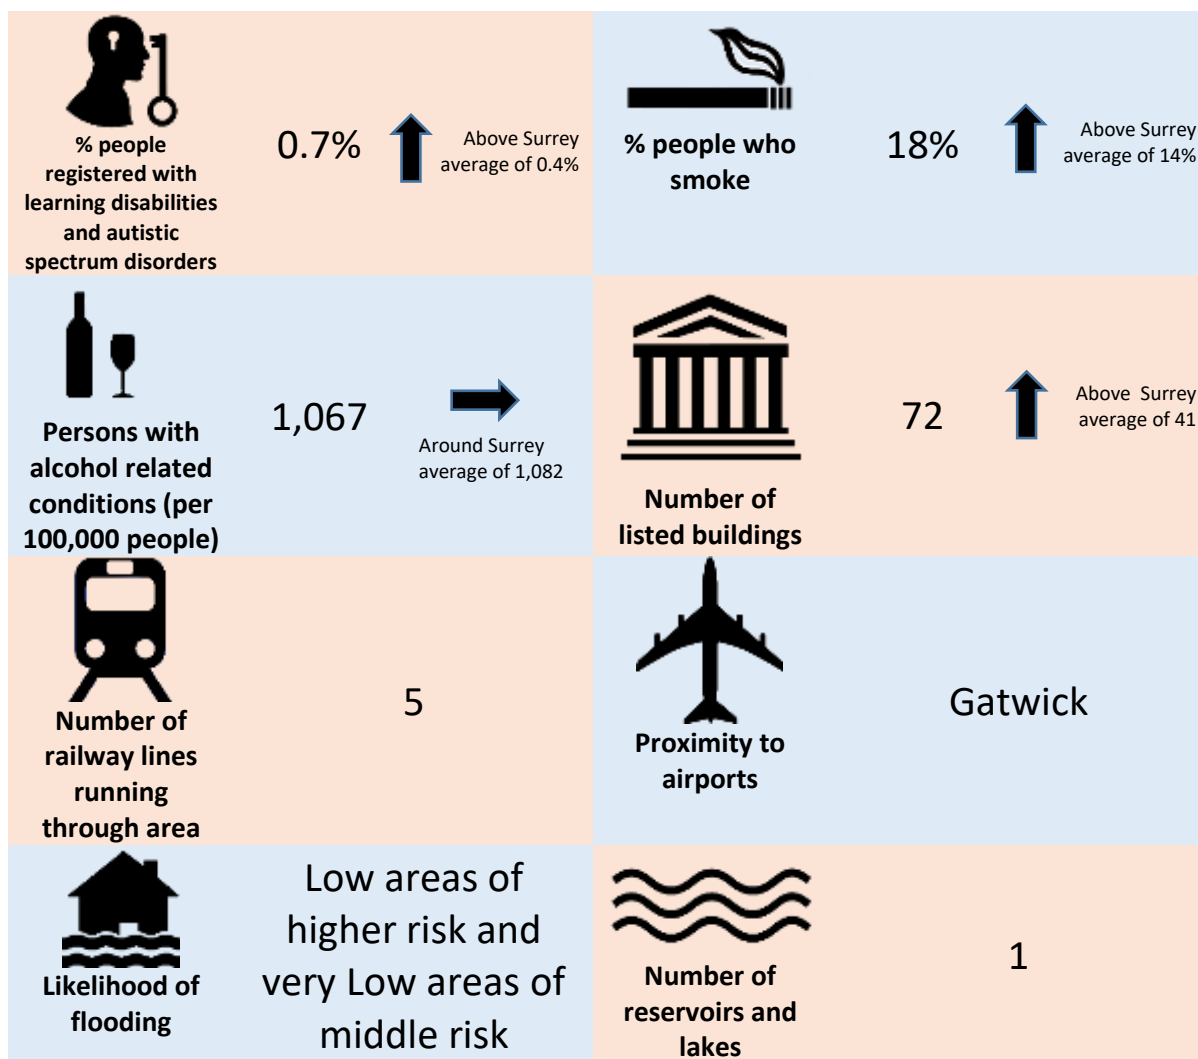 % people
registered with
learning disabilities
and autistic
spectrum disorders
0.7%
Above Surrey
average of 0.4%
% people who
smoke
18%
Above Surrey
average of 14%
Persons with
alcohol related
conditions (per
100,000 people)
1,067
Around Surrey
average of 1,082
Number of
listed buildings
72
Above Surrey
average of 41
Number of
railway lines
running
through area
5
Proximity to
airports
Gatwick
Likelihood of
flooding
Low areas of
higher risk and
very Low areas of
middle risk
Number of
reservoirs and
lakes
1